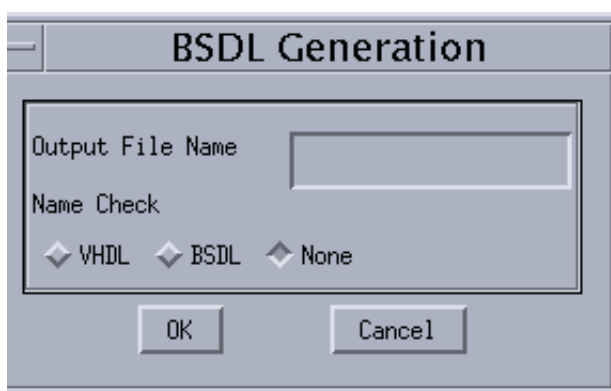 BSDL Generation
Output File Name
Name Check
VHDL BSDL None
OK Cancel